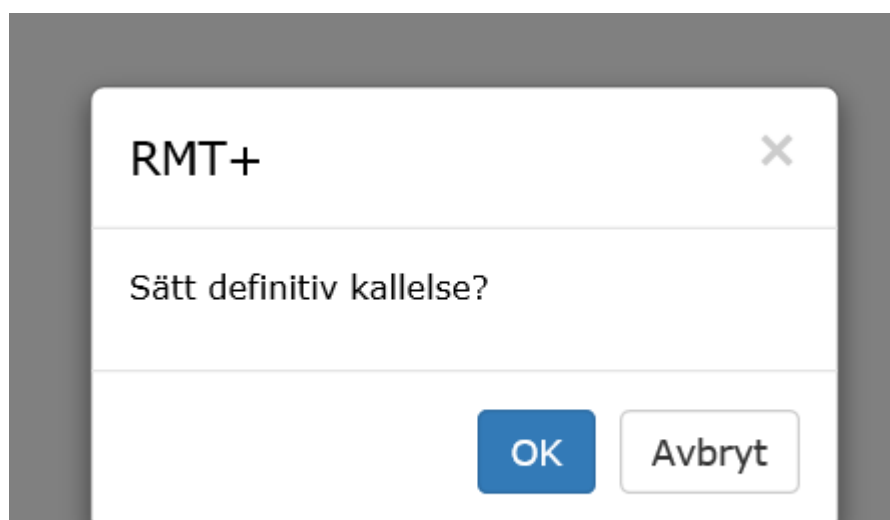 RMT+ ×
Sätt definitiv kallelse?
OK Avbryt